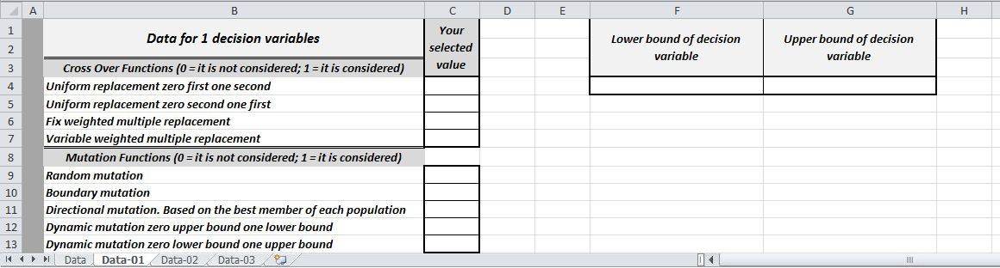 A B C D E F G H
1 Data for 1 decision variables Your selected value Lower bound of decision variable Upper bound of decision variable
2
3 Cross Over Functions (0 = it is not considered; 1 = it is considered)
4 Uniform replacement zero first one second
5 Uniform replacement zero second one first
6 Fix weighted multiple replacement
7 Variable weighted multiple replacement
8 Mutation Functions (0 = it is not considered; 1 = it is considered)
9 Random mutation
10 Boundary mutation
11 Directional mutation. Based on the best member of each population
12 Dynamic mutation zero upper bound one lower bound
13 Dynamic mutation zero lower bound one upper bound
Data Data-01 Data-02 Data-03